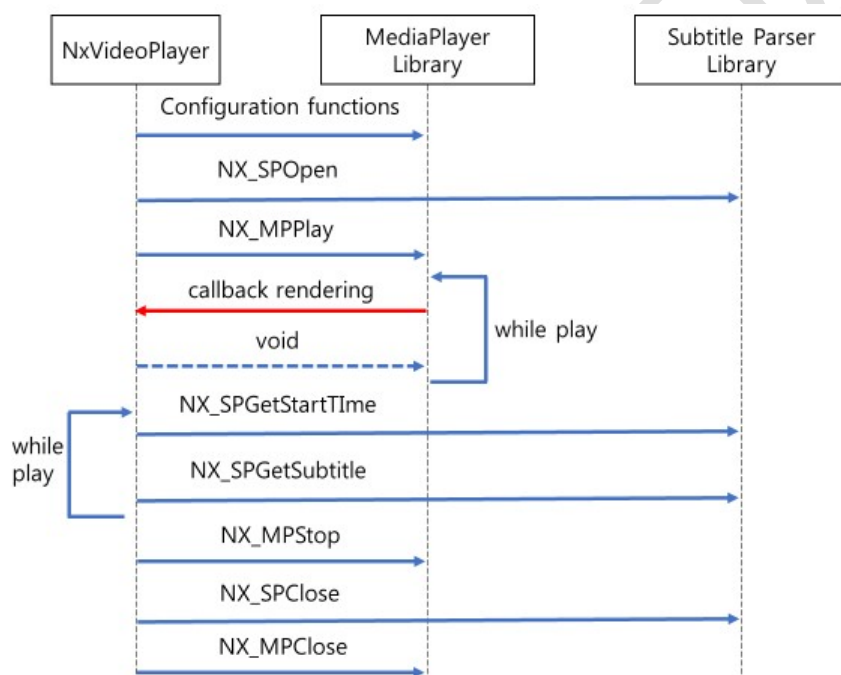 NxVideoPlayer
MediaPlayer
Library
Subtitle Parser
Library
Configuration functions
NX_SPOpen
NX_MPPlay
callback rendering
while play
void
NX_SPGetStartTIme
while
play
NX_SPGetSubtitle
NX_MPStop
NX_SPClose
NX_MPClose